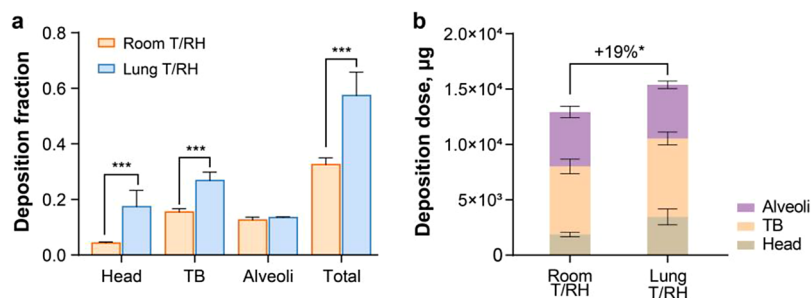 a
Deposition fraction
0.8
0.6
0.4
0.2
0.0
Room T/RH
Lung T/RH
***
***
***
Head
TB
Alveoli
Total
b
Deposition dose, µg
2.0×10⁴
1.5×10⁴
1.0×10⁴
5×10³
0
+19%*
Room
T/RH
Lung
T/RH
Alveoli
TB
Head